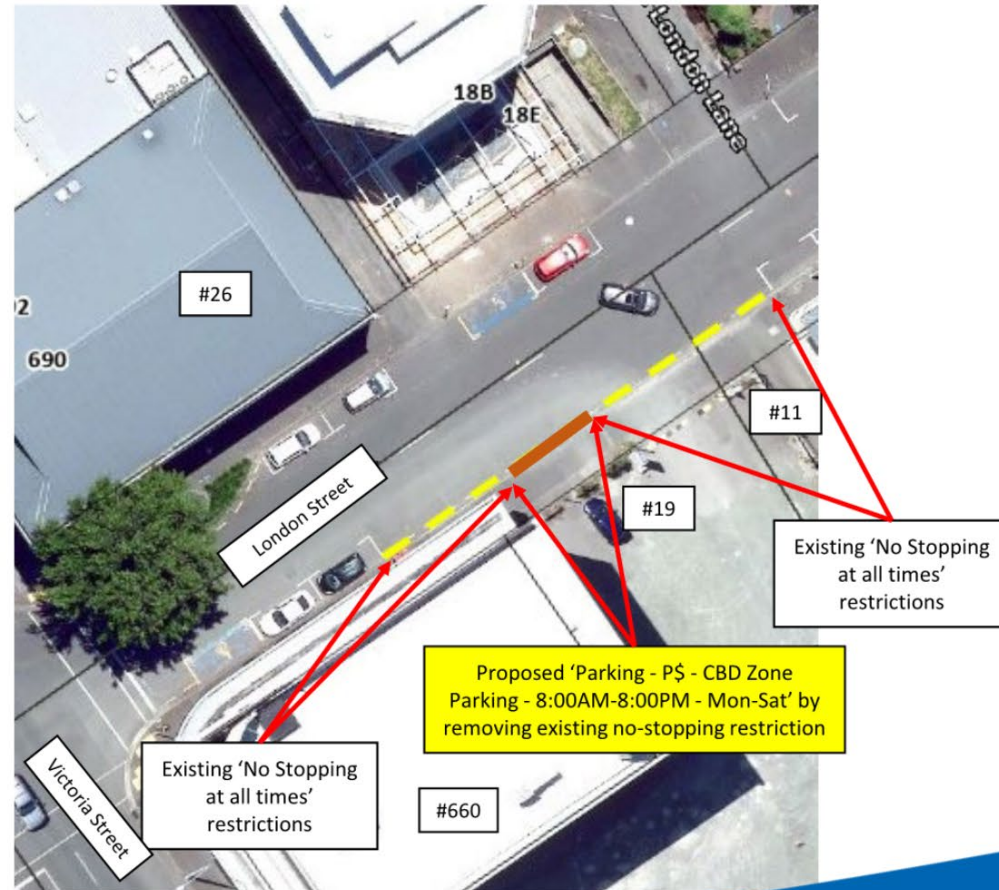 London Lane
18B
18E
#26
02
690
#11
London Street
#19
Existing ‘No Stopping
at all times’
restrictions
Proposed ‘Parking - P$ - CBD Zone
Parking - 8:00AM-8:00PM - Mon-Sat’ by
removing existing no-stopping restriction
Existing ‘No Stopping
at all times’
restrictions
Victoria Street
#660